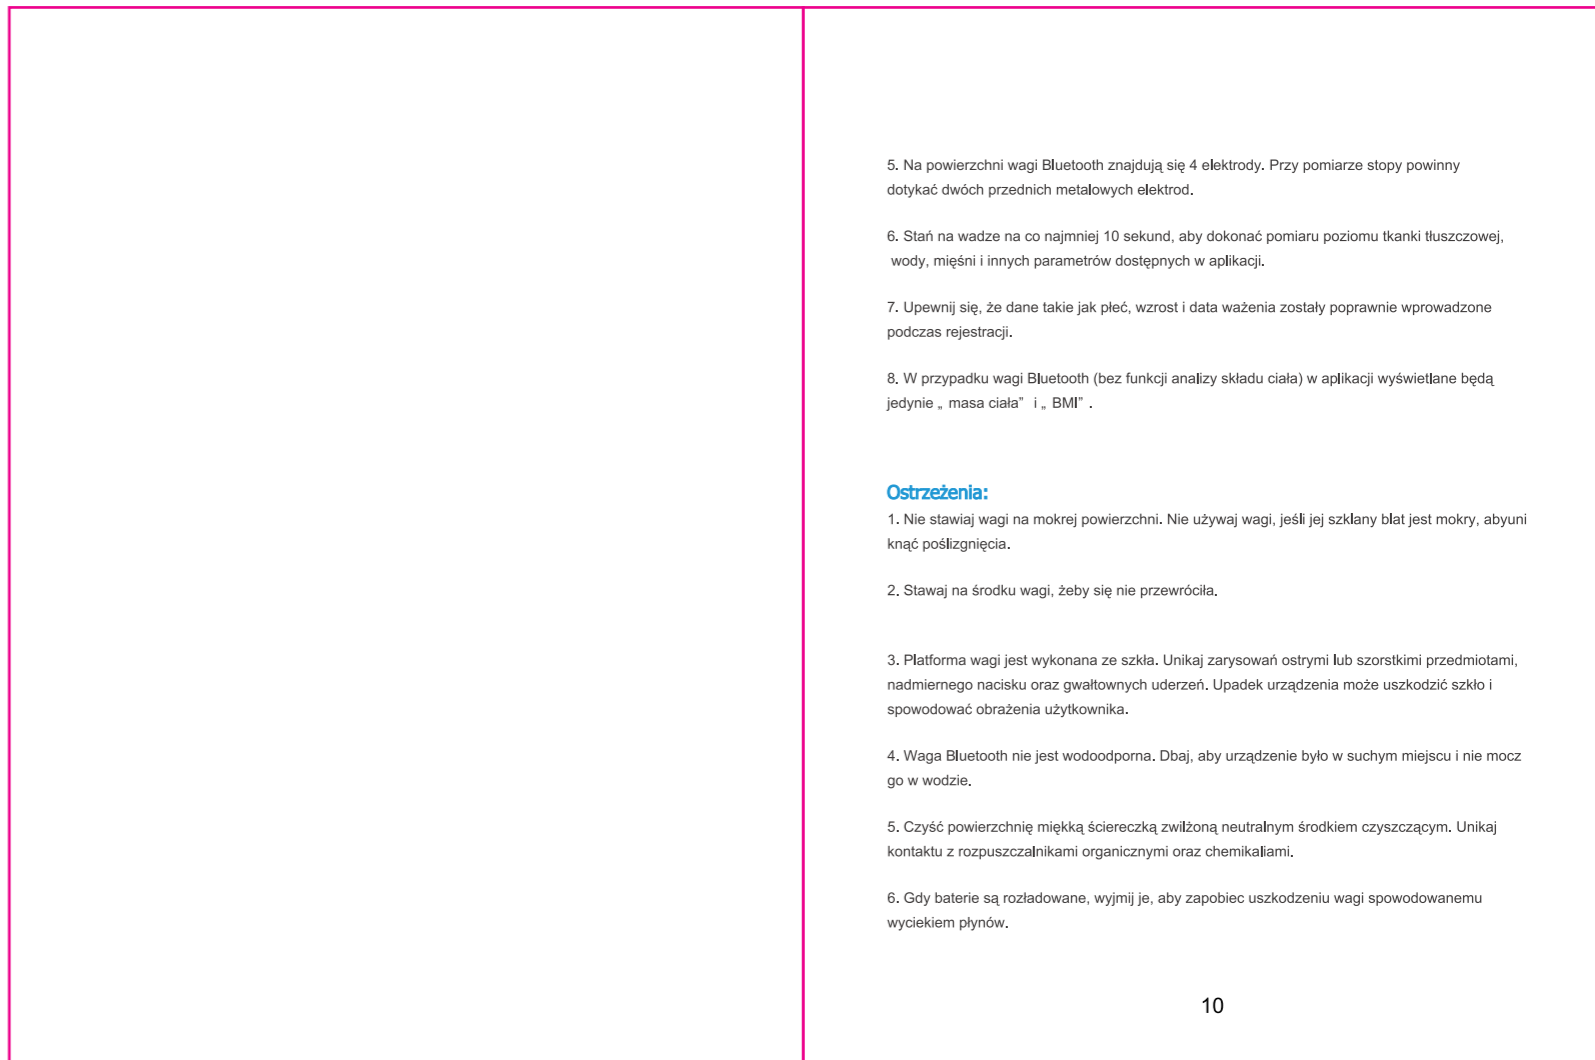 5. Na powierzchni wagi Bluetooth znajdują się 4 elektrody. Przy pomiarze stopy powinny
dotykać dwóch przednich metalowych elektrod.
6. Stań na wadze na co najmniej 10 sekund, aby dokonać pomiaru poziomu tkanki tłuszczowej,
wody, mięśni i innych parametrów dostępnych w aplikacji.
7. Upewnij się, że dane takie jak płeć, wzrost i data ważenia zostały poprawnie wprowadzone
podczas rejestracji.
8. W przypadku wagi Bluetooth (bez funkcji analizy składu ciała) w aplikacji wyświetlane będą
jedynie „ masa ciała” i „ BMI” .
Ostrzeżenia:
1. Nie stawiaj wagi na mokrej powierzchni. Nie używaj wagi, jeśli jej szklany blat jest mokry, abyuni
knąć poślizgnięcia.
2. Stawaj na środku wagi, żeby się nie przewróciła.
3. Platforma wagi jest wykonana ze szkła. Unikaj zarysowań ostrymi lub szorstkimi przedmiotami,
nadmiernego nacisku oraz gwałtownych uderzeń. Upadek urządzenia może uszkodzić szkło i
spowodować obrażenia użytkownika.
4. Waga Bluetooth nie jest wodoodporna. Dbaj, aby urządzenie było w suchym miejscu i nie mocz
go w wodzie.
5. Czyść powierzchnię miękką ściereczką zwilżoną neutralnym środkiem czyszczącym. Unikaj
kontaktu z rozpuszczalnikami organicznymi oraz chemikaliami.
6. Gdy baterie są rozładowane, wyjmij je, aby zapobiec uszkodzeniu wagi spowodowanemu
wyciekiem płynów.
10